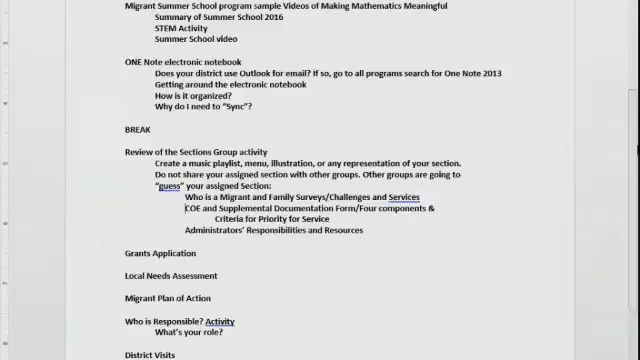 Migrant Summer School program sample Videos of Making Mathematics Meaningful
Summary of Summer School 2016
STEM Activity
Summer School video
ONE Note electronic notebook
Does your district use Outlook for email? If so, go to all programs search for One Note 2013
Getting around the electronic notebook
How is it organized?
Why do I need to “Sync”?
BREAK
Review of the Sections Group activity
Create a music playlist, menu, illustration, or any representation of your section.
Do not share your assigned section with other groups. Other groups are going to
“guess” your assigned Section:
Who is a Migrant and Family Surveys/Challenges and Services
COE and Supplemental Documentation Form/Four components &
Criteria for Priority for Service
Administrators’ Responsibilities and Resources
Grants Application
Local Needs Assessment
Migrant Plan of Action
Who is Responsible? Activity
What’s your role?
District Visits